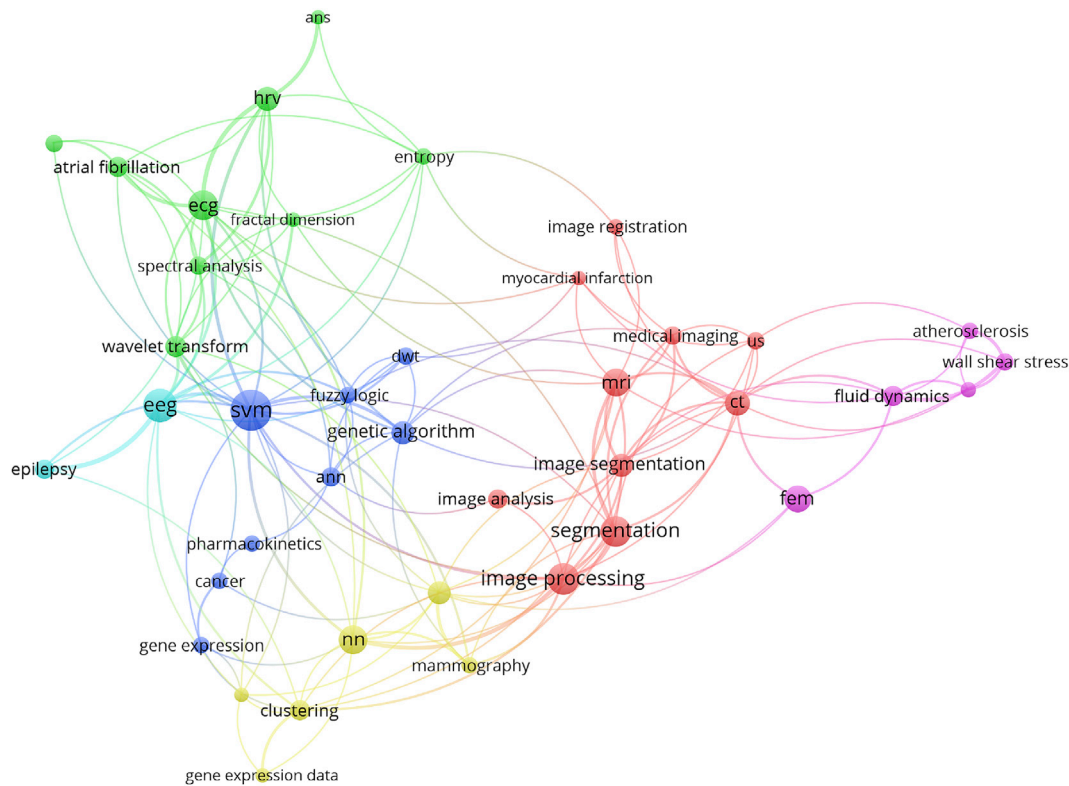 ans
hrv
entropy
atrial fibrillation
ecg
fractal dimension
image registration
spectral analysis
myocardial infarction
atherosclerosis
medical imaging
us
wall shear stress
wavelet transform
dwt
mri
fuzzy logic
fluid dynamics
eeg
svm
ct
genetic algorithm
epilepsy
image segmentation
ann
image analysis
fem
segmentation
pharmacokinetics
image processing
cancer
nn
gene expression
mammography
clustering
gene expression data